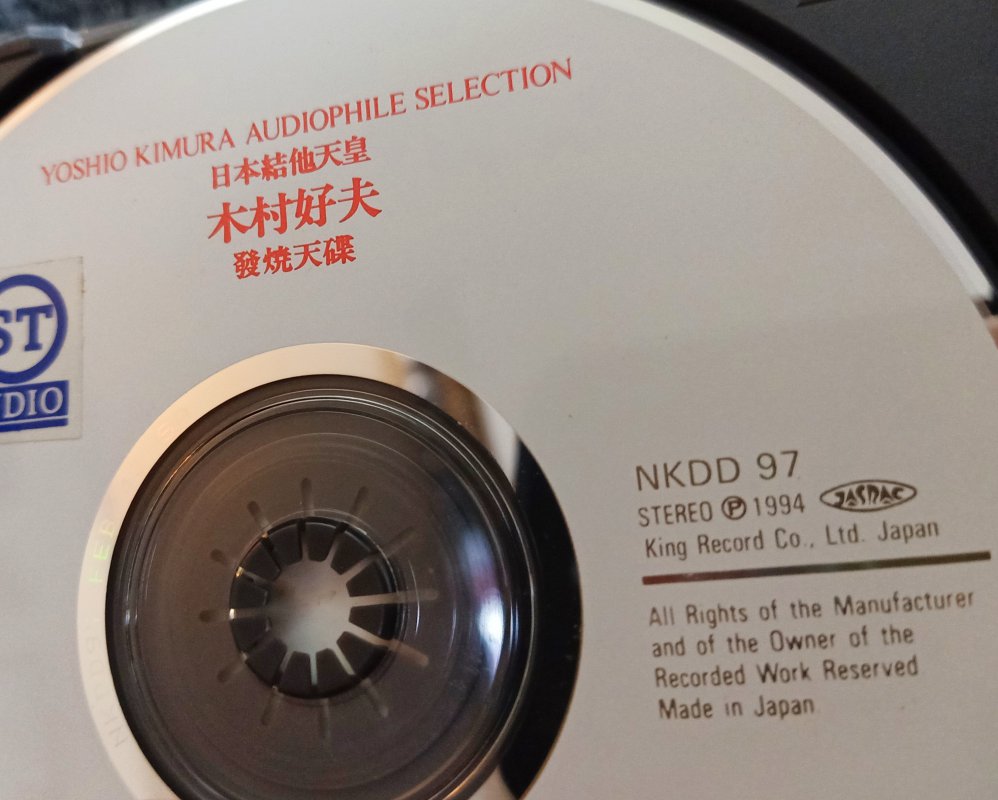 YOSHIO KIMURA AUDIOPHILE SELECTION
日本結他天皇
木村好夫
發燒天碟
ST
UDIO
NKDD 97
STEREO Ⓟ 1994 JASRAC
King Record Co., Ltd. Japan
All Rights of the Manufacturer
and of the Owner of the
Recorded Work Reserved
Made in Japan